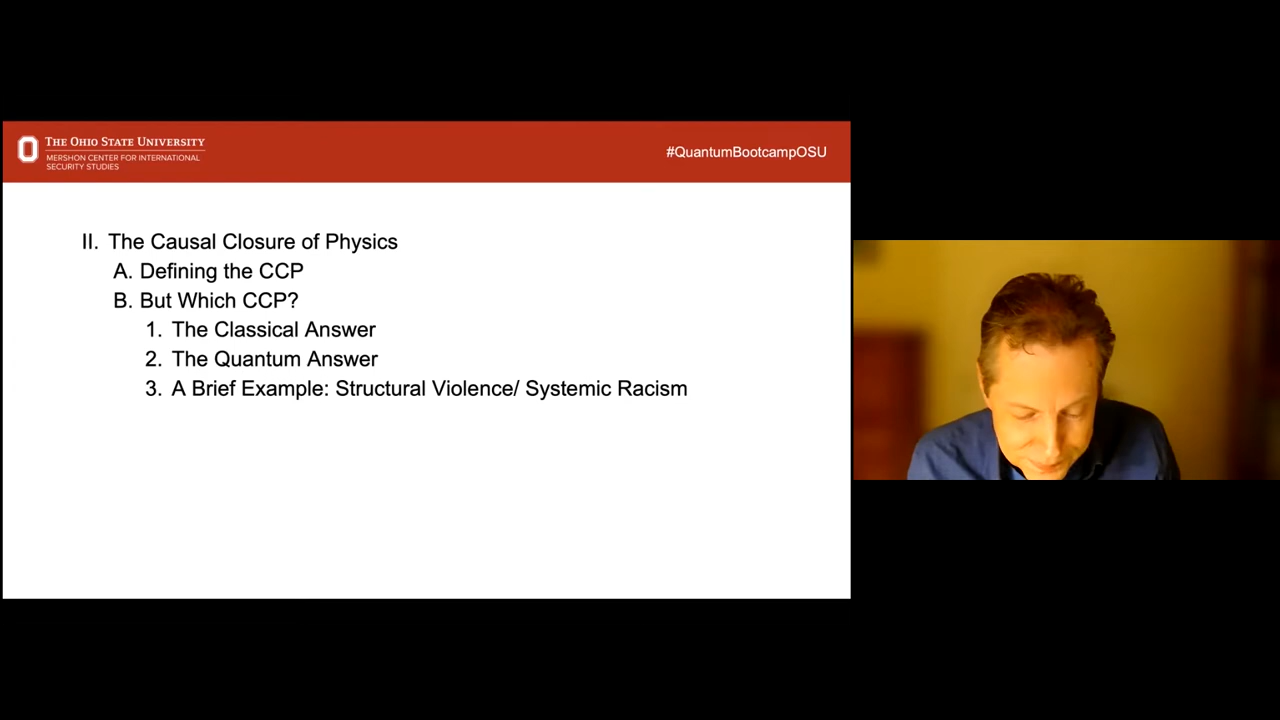 THE OHIO STATE UNIVERSITY
MERSHON CENTER FOR INTERNATIONAL
SECURITY STUDIES
#QuantumBootcampOSU
II. The Causal Closure of Physics
A. Defining the CCP
B. But Which CCP?
1. The Classical Answer
2. The Quantum Answer
3. A Brief Example: Structural Violence/ Systemic Racism